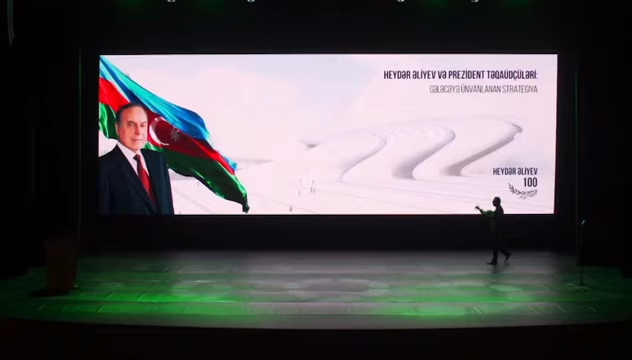 HEYDƏR ƏLİYEV VƏ PREZİDENT TƏQAÜDÇÜLƏRİ:
GƏLƏCƏYƏ ÜNVANLANAN STRATEGİYA
HEYDƏR ƏLİYEV
100